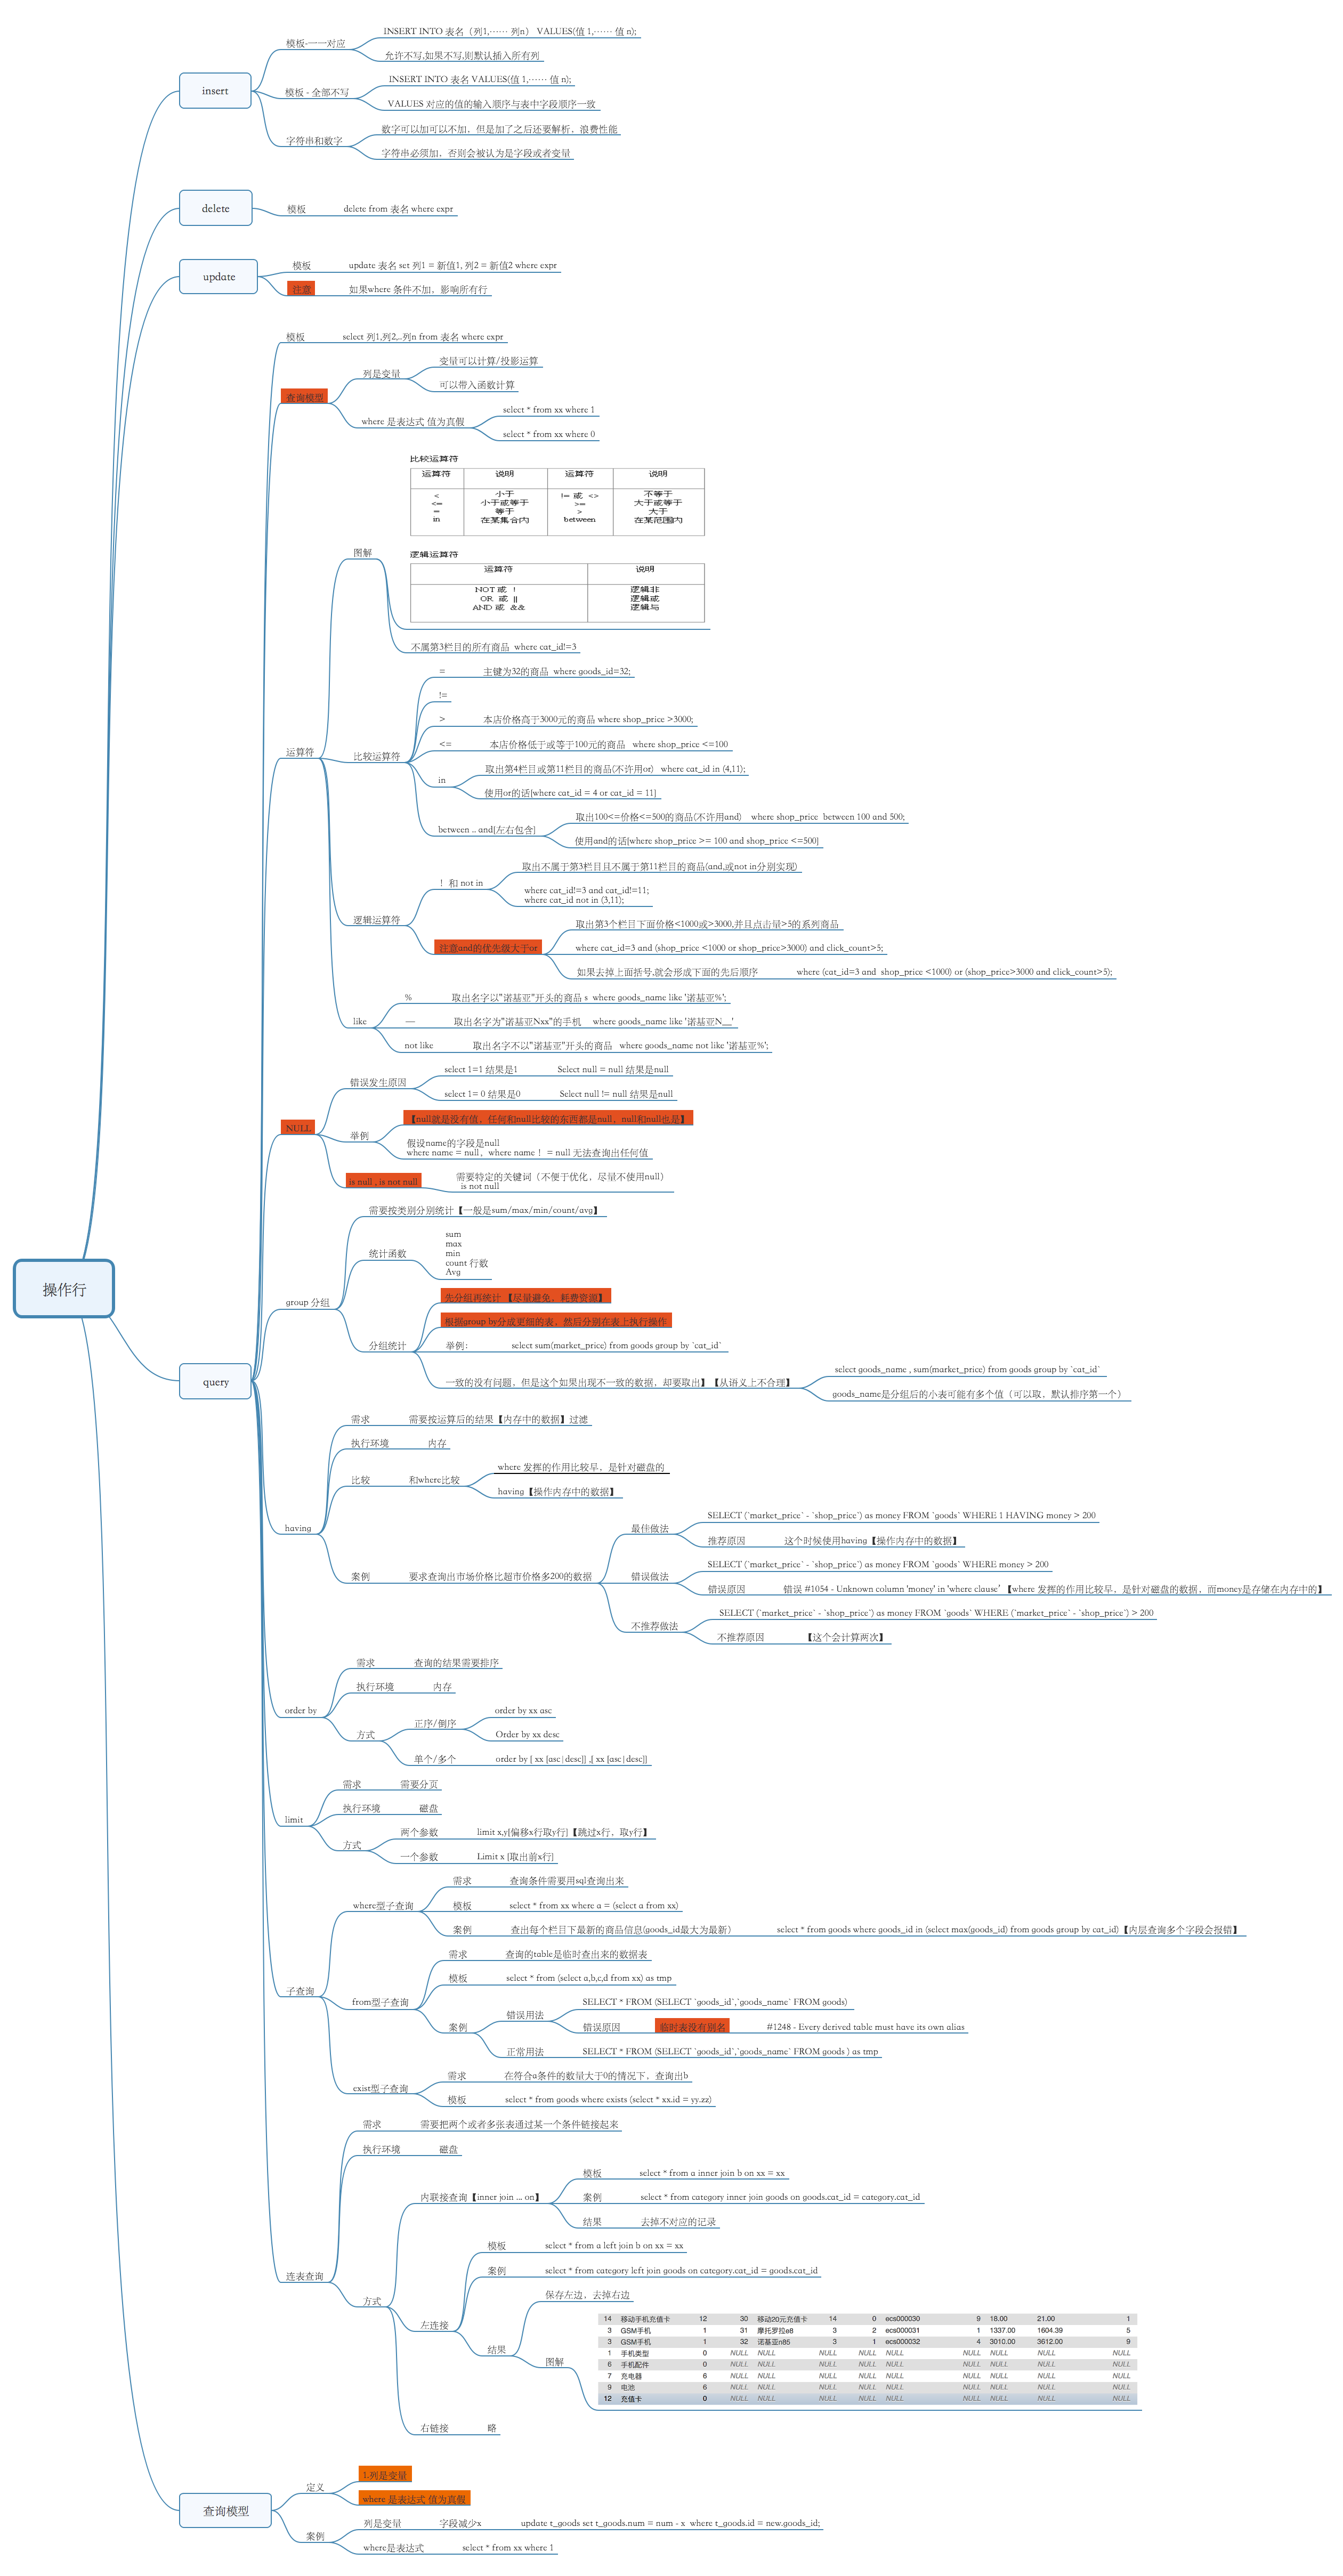 操作行
insert
模板-一一对应
INSERT INTO 表名（列1,…… 列n） VALUES(值 1,…… 值 n);
允许不写,如果不写,则默认插入所有列
模板 - 全部不写
INSERT INTO 表名 VALUES(值 1,…… 值 n);
VALUES 对应的值的输入顺序与表中字段顺序一致
字符串和数字
数字可以加可以不加，但是加了之后还要解析，浪费性能
字符串必须加，否则会被认为是字段或者变量
delete
模板
delete from 表名 where expr
update
模板
update 表名 set 列1 = 新值1, 列2 = 新值2 where expr
注意
如果where 条件不加，影响所有行
query
模板
select 列1,列2,..列n from 表名 where expr
查询模型
列是变量
变量可以计算/投影运算
可以带入函数计算
where 是表达式 值为真假
select * from xx where 1
select * from xx where 0
运算符
图解
比较运算符
运算符 说明 运算符 说明
< 小于 != 或 <> 不等于
<= 小于或等于 >= 大于或等于
= 等于 > 大于
in 在某集合内 between 在某范围内
逻辑运算符
运算符 说明
NOT 或 ! 逻辑非
OR 或 || 逻辑或
AND 或 && 逻辑与
不属第3栏目的所有商品 where cat_id!=3
比较运算符
=
主键为32的商品 where goods_id=32;
!=
>
本店价格高于3000元的商品 where shop_price >3000;
<=
本店价格低于或等于100元的商品 where shop_price <=100
in
取出第4栏目或第11栏目的商品(不许用or) where cat_id in (4,11);
使用or的话[where cat_id = 4 or cat_id = 11]
between .. and[左右包含]
取出100<=价格<=500的商品(不许用and) where shop_price between 100 and 500;
使用and的话[where shop_price >= 100 and shop_price <=500]
逻辑运算符
！和 not in
取出不属于第3栏目且不属于第11栏目的商品(and,或not in分别实现)
where cat_id!=3 and cat_id!=11;
where cat_id not in (3,11);
注意and的优先级大于or
取出第3个栏目下面价格<1000或>3000,并且点击量>5的系列商品
where cat_id=3 and (shop_price <1000 or shop_price>3000) and click_count>5;
如果去掉上面括号,就会形成下面的先后顺序
where (cat_id=3 and shop_price <1000) or (shop_price>3000 and click_count>5);
like
%
取出名字以"诺基亚"开头的商品 s where goods_name like '诺基亚%';
—
取出名字为"诺基亚Nxx"的手机 where goods_name like '诺基亚N__'
not like
取出名字不以"诺基亚"开头的商品 where goods_name not like '诺基亚%';
NULL
错误发生原因
select 1=1 结果是1 Select null = null 结果是null
select 1= 0 结果是0 Select null != null 结果是null
举例
【null就是没有值，任何和null比较的东西都是null，null和null也是】
假设name的字段是null
where name = null，where name！ = null 无法查询出任何值
is null , is not null
需要特定的关键词（不便于优化，尽量不使用null）
is not null
group 分组
需要按类别分别统计【一般是sum/max/min/count/avg】
统计函数
sum
max
min
count 行数
Avg
分组统计
先分组再统计 【尽量避免，耗费资源】
根据group by分成更细的表，然后分别在表上执行操作
举例：
select sum(market_price) from goods group by `cat_id`
一致的没有问题，但是这个如果出现不一致的数据，却要取出】【从语义上不合理】
select goods_name , sum(market_price) from goods group by `cat_id`
goods_name是分组后的小表可能有多个值（可以取，默认排序第一个）
having
需求
需要按运算后的结果【内存中的数据】过滤
执行环境
内存
比较
和where比较
where 发挥的作用比较早，是针对磁盘的
having【操作内存中的数据】
案例
要求查询出市场价格比超市价格多200的数据
最佳做法
SELECT (`market_price` - `shop_price`) as money FROM `goods` WHERE 1 HAVING money > 200
推荐原因
这个时候使用having【操作内存中的数据】
错误做法
SELECT (`market_price` - `shop_price`) as money FROM `goods` WHERE money > 200
错误原因
错误 #1054 - Unknown column 'money' in 'where clause' 【where 发挥的作用比较早，是针对磁盘的数据，而money是存储在内存中的】
不推荐做法
SELECT (`market_price` - `shop_price`) as money FROM `goods` WHERE (`market_price` - `shop_price`) > 200
不推荐原因
【这个会计算两次】
order by
需求
查询的结果需要排序
执行环境
内存
方式
正序/倒序
order by xx asc
Order by xx desc
单个/多个
order by [ xx [asc|desc]] ,[ xx [asc|desc]]
limit
需求
需要分页
执行环境
磁盘
方式
两个参数
limit x,y[偏移x行取y行]【跳过x行，取y行】
一个参数
Limit x [取出前x行]
子查询
where型子查询
需求
查询条件需要用sql查询出来
模板
select * from xx where a = (select a from xx)
案例
查出每个栏目下最新的商品信息(goods_id最大为最新）
select * from goods where goods_id in (select max(goods_id) from goods group by cat_id)【内层查询多个字段会报错】
from型子查询
需求
查询的table是临时查出来的数据表
模板
select * from (select a,b,c,d from xx) as tmp
案例
错误用法
SELECT * FROM (SELECT `goods_id`,`goods_name` FROM goods)
错误原因
临时表没有别名
#1248 - Every derived table must have its own alias
正常用法
SELECT * FROM (SELECT `goods_id`,`goods_name` FROM goods ) as tmp
exist型子查询
需求
在符合a条件的数量大于0的情况下，查询出b
模板
select * from goods where exists (select * xx.id = yy.zz)
连表查询
需求
需要把两个或者多张表通过某一个条件链接起来
执行环境
磁盘
方式
内联接查询【inner join ... on】
模板
select * from a inner join b on xx = xx
案例
select * from category inner join goods on goods.cat_id = category.cat_id
结果
去掉不对应的记录
左连接
模板
select * from a left join b on xx = xx
案例
select * from category left join goods on category.cat_id = goods.cat_id
结果
保存左边，去掉右边
图解
14 移动手机充值卡 12 30 移动20元充值卡 14 0 ecs000030 9 18.00 21.00 1
3 GSM手机 1 31 摩托罗拉e8 3 2 ecs000031 1 1337.00 1604.39 5
3 GSM手机 1 32 诺基亚n85 3 1 ecs000032 4 3010.00 3612.00 9
1 手机类型 0 NULL NULL NULL NULL NULL NULL NULL NULL NULL
6 手机配件 0 NULL NULL NULL NULL NULL NULL NULL NULL NULL
7 充电器 6 NULL NULL NULL NULL NULL NULL NULL NULL NULL
9 电池 6 NULL NULL NULL NULL NULL NULL NULL NULL NULL
12 充值卡 0 NULL NULL NULL NULL NULL NULL NULL NULL NULL
右链接
略
查询模型
定义
1.列是变量
where 是表达式 值为真假
案例
列是变量
字段减少x
update t_goods set t_goods.num = num - x where t_goods.id = new.goods_id;
where是表达式
select * from xx where 1